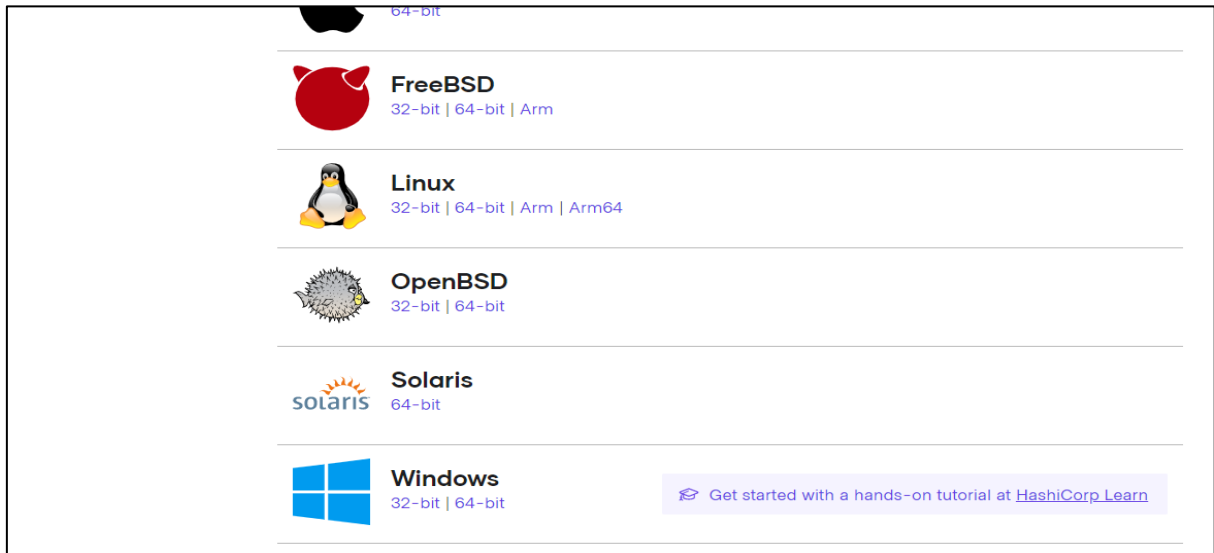 64-bit
FreeBSD
32-bit | 64-bit | Arm
Linux
32-bit | 64-bit | Arm | Arm64
OpenBSD
32-bit | 64-bit
solaris
Solaris
64-bit
Windows
32-bit | 64-bit
Get started with a hands-on tutorial at HashiCorp Learn